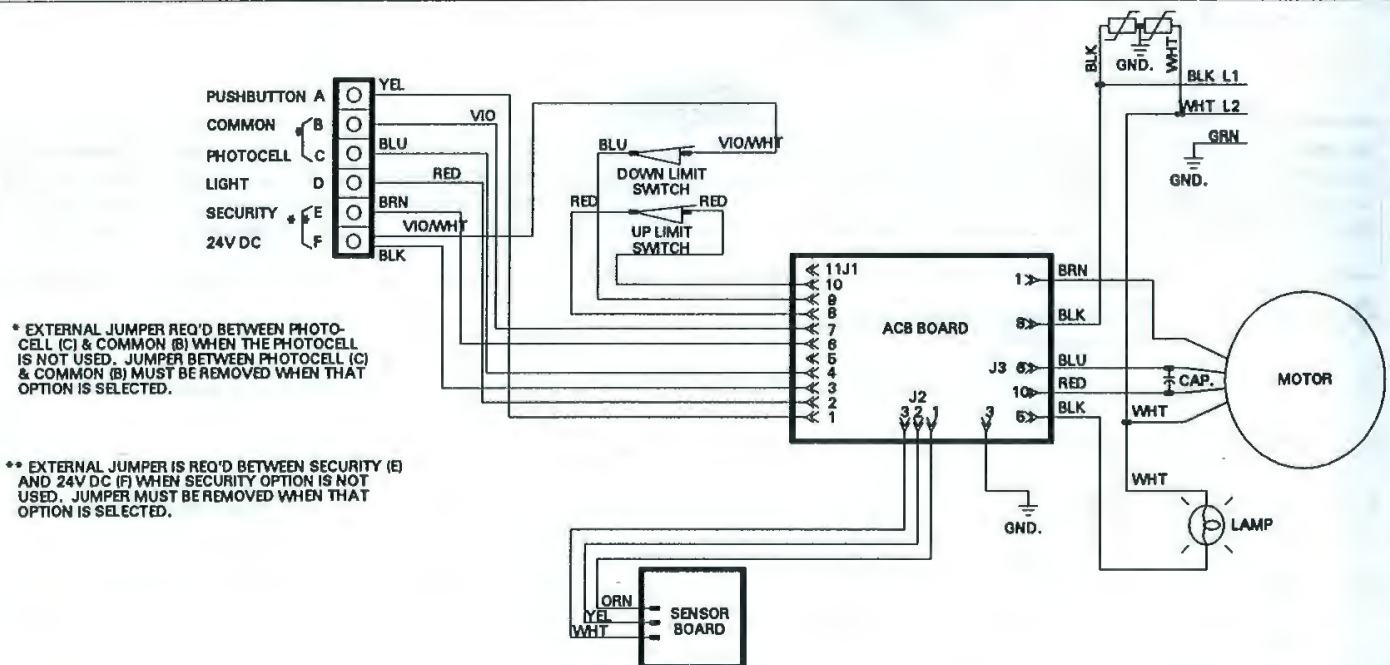 PUSHBUTTON A
YEL
COMMON * B
VIO
PHOTOCELL C
BLU
LIGHT D
RED
SECURITY ** E
BRN
24V DC F
VIO/WHT
BLK
BLU
VIO/WHT
DOWN LIMIT
SWITCH
RED
RED
UP LIMIT
SWITCH
BLK
GND.
WHT
BLK L1
WHT L2
GRN
GND.
* EXTERNAL JUMPER REQ'D BETWEEN PHOTO-
CELL (C) & COMMON (B) WHEN THE PHOTOCELL
IS NOT USED. JUMPER BETWEEN PHOTOCELL (C)
& COMMON (B) MUST BE REMOVED WHEN THAT
OPTION IS SELECTED.
** EXTERNAL JUMPER IS REQ'D BETWEEN SECURITY (E)
AND 24V DC (F) WHEN SECURITY OPTION IS NOT
USED. JUMPER MUST BE REMOVED WHEN THAT
OPTION IS SELECTED.
11 J1
10
9
8
7
6
5
4
3
2
1
ACB BOARD
1
BRN
8
BLK
J3 6
BLU
10
RED
5
BLK
CAP.
WHT
MOTOR
J2
3 2 1
3
GND.
WHT
LAMP
ORN
YEL
WHT
SENSOR
BOARD